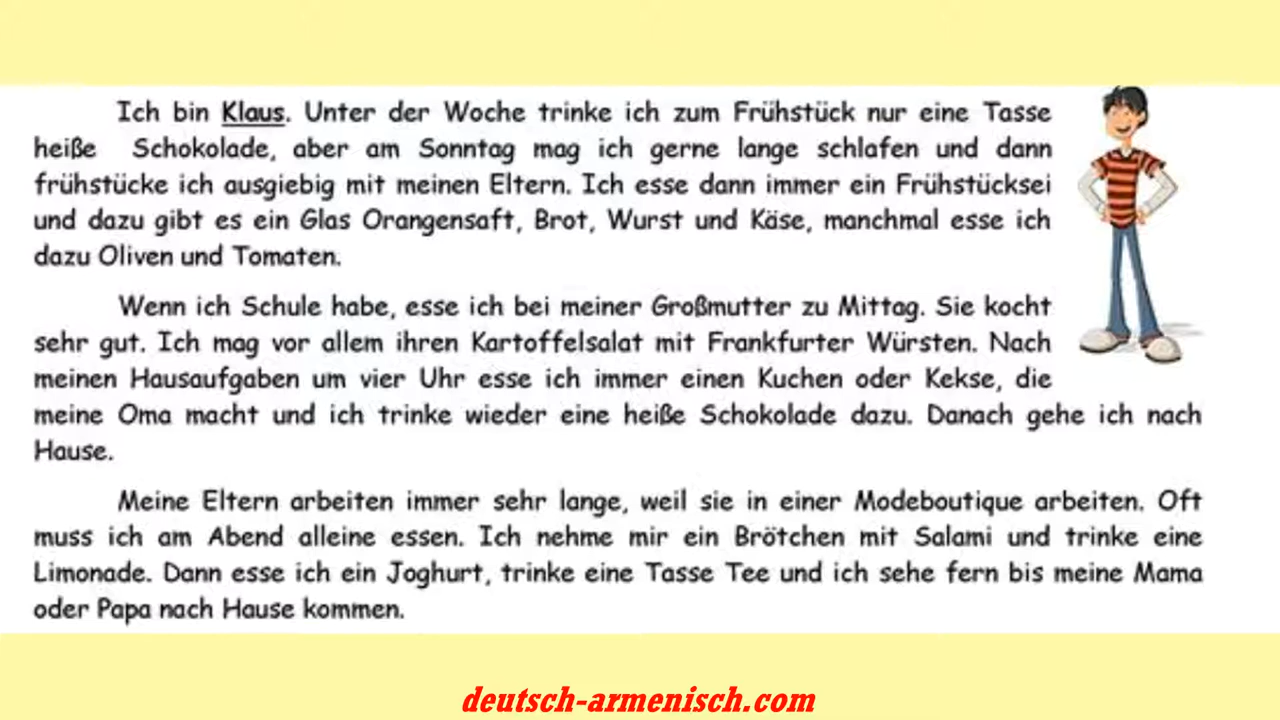 Ich bin Klaus. Unter der Woche trinke ich zum Frühstück nur eine Tasse
heiße Schokolade, aber am Sonntag mag ich gerne lange schlafen und dann
frühstücke ich ausgiebig mit meinen Eltern. Ich esse dann immer ein Frühstücksei
und dazu gibt es ein Glas Orangensaft, Brot, Wurst und Käse, manchmal esse ich
dazu Oliven und Tomaten.
Wenn ich Schule habe, esse ich bei meiner Großmutter zu Mittag. Sie kocht
sehr gut. Ich mag vor allem ihren Kartoffelsalat mit Frankfurter Würsten. Nach
meinen Hausaufgaben um vier Uhr esse ich immer einen Kuchen oder Kekse, die
meine Oma macht und ich trinke wieder eine heiße Schokolade dazu. Danach gehe ich nach
Hause.
Meine Eltern arbeiten immer sehr lange, weil sie in einer Modeboutique arbeiten. Oft
muss ich am Abend alleine essen. Ich nehme mir ein Brötchen mit Salami und trinke eine
Limonade. Dann esse ich ein Joghurt, trinke eine Tasse Tee und ich sehe fern bis meine Mama
oder Papa nach Hause kommen.
deutsch-armenisch.com